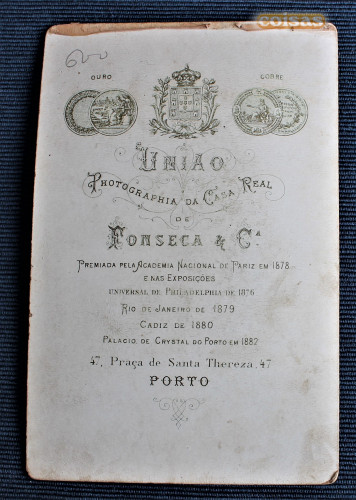 coisas
600
OURO
COBRE
UNIÃO
PHOTOGRAPHIA DA CASA REAL
DE
FONSECA & Cª
PREMIADA PELA ACADEMIA NACIONAL DE PARIZ EM 1878
E NAS EXPOSIÇÕES
UNIVERSAL DE PHILADELPHIA DE 1876
RIO DE JANEIRO DE 1879
CADIZ DE 1880
PALACIO DE CRYSTAL DO PORTO EM 1882
47, Praça de Santa Thereza, 47
PORTO